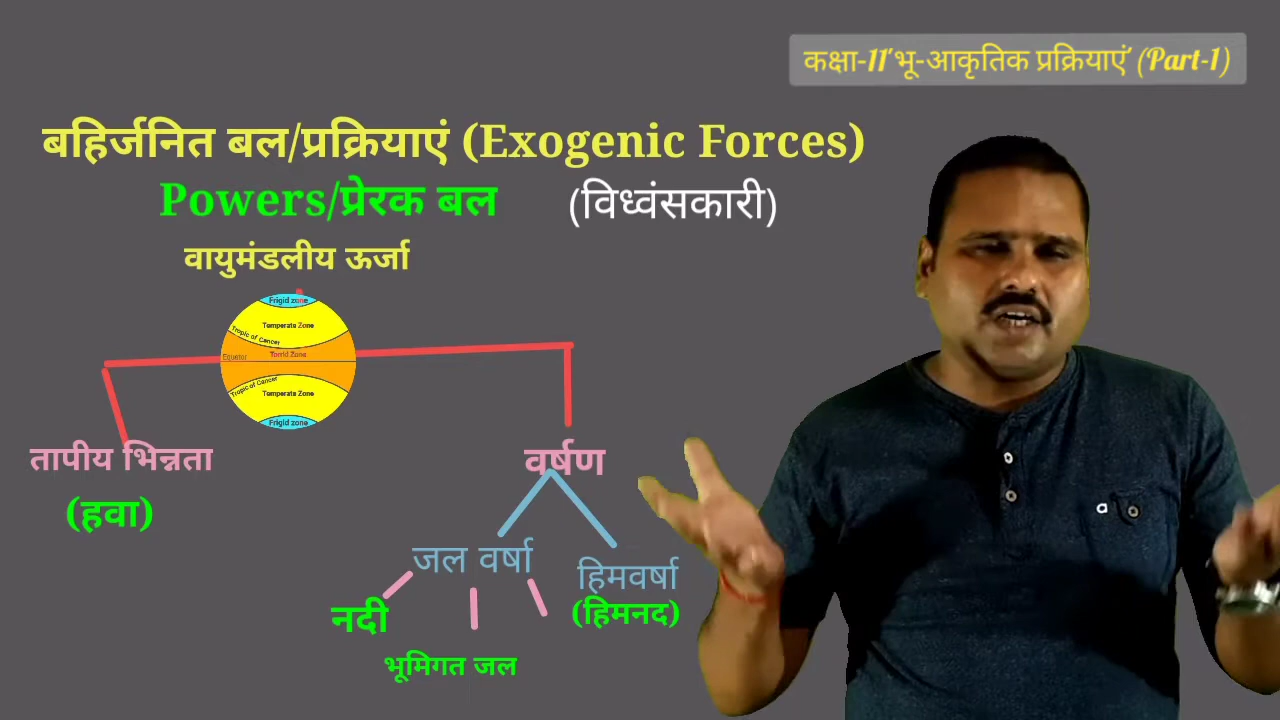 कक्षा-11'भू-आकृतिक प्रक्रियाएं' (Part-1)
बहिर्जनित बल/प्रक्रियाएं (Exogenic Forces)
Powers/प्रेरक बल (विध्वंसकारी)
वायुमंडलीय ऊर्जा
Frigid zone
Temperate Zone
Tropic of Cancer
Equator Torrid Zone
Tropic of Cancer
Temperate Zone
Frigid zone
तापीय भिन्नता
वर्षण
(हवा)
जल वर्षा
हिमवर्षा
नदी
(हिमनद)
भूमिगत जल
a